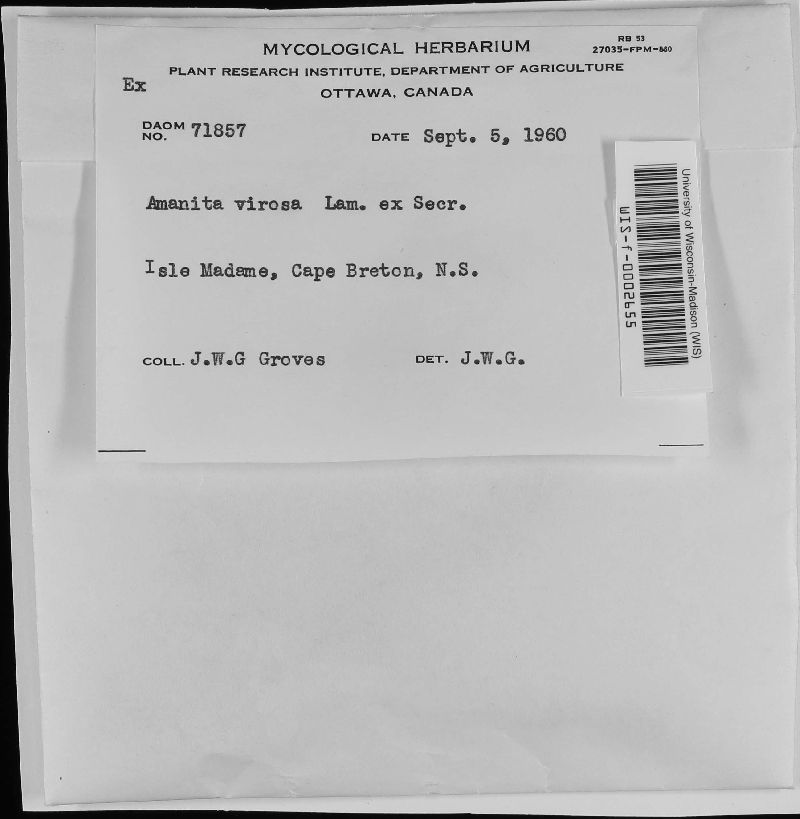 MYCOLOGICAL HERBARIUM
RB 53
27035-FPM-860
PLANT RESEARCH INSTITUTE, DEPARTMENT OF AGRICULTURE
Ex
OTTAWA, CANADA
DAOM NO. 71857
DATE Sept. 5, 1960
Amanita virosa Lam. ex Secr.
Isle Madame, Cape Breton, N.S.
COLL. J.W.G Groves
DET. J.W.G.
University of Wisconsin-Madison (WIS)
WIS-f-0002955